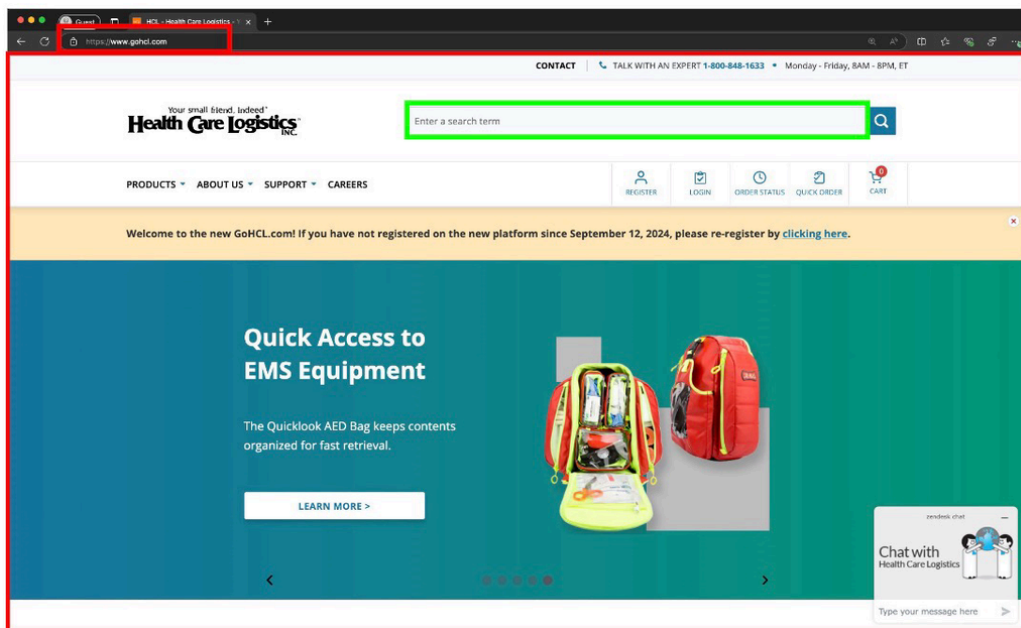 Guest
HCL - Health Care Logistics - Y
https://www.gohcl.com
CONTACT TALK WITH AN EXPERT 1-800-848-1633 • Monday - Friday, 8AM - 8PM, ET
Your small friend. Indeed
Health Care Logistics
INC.
Enter a search term
PRODUCTS ABOUT US SUPPORT CAREERS
REGISTER LOGIN ORDER STATUS QUICK ORDER CART
0
Welcome to the new GoHCL.com! If you have not registered on the new platform since September 12, 2024, please re-register by clicking here.
Quick Access to
EMS Equipment
The Quicklook AED Bag keeps contents
organized for fast retrieval.
LEARN MORE >
zendesk chat
Chat with
Health Care Logistics
Type your message here